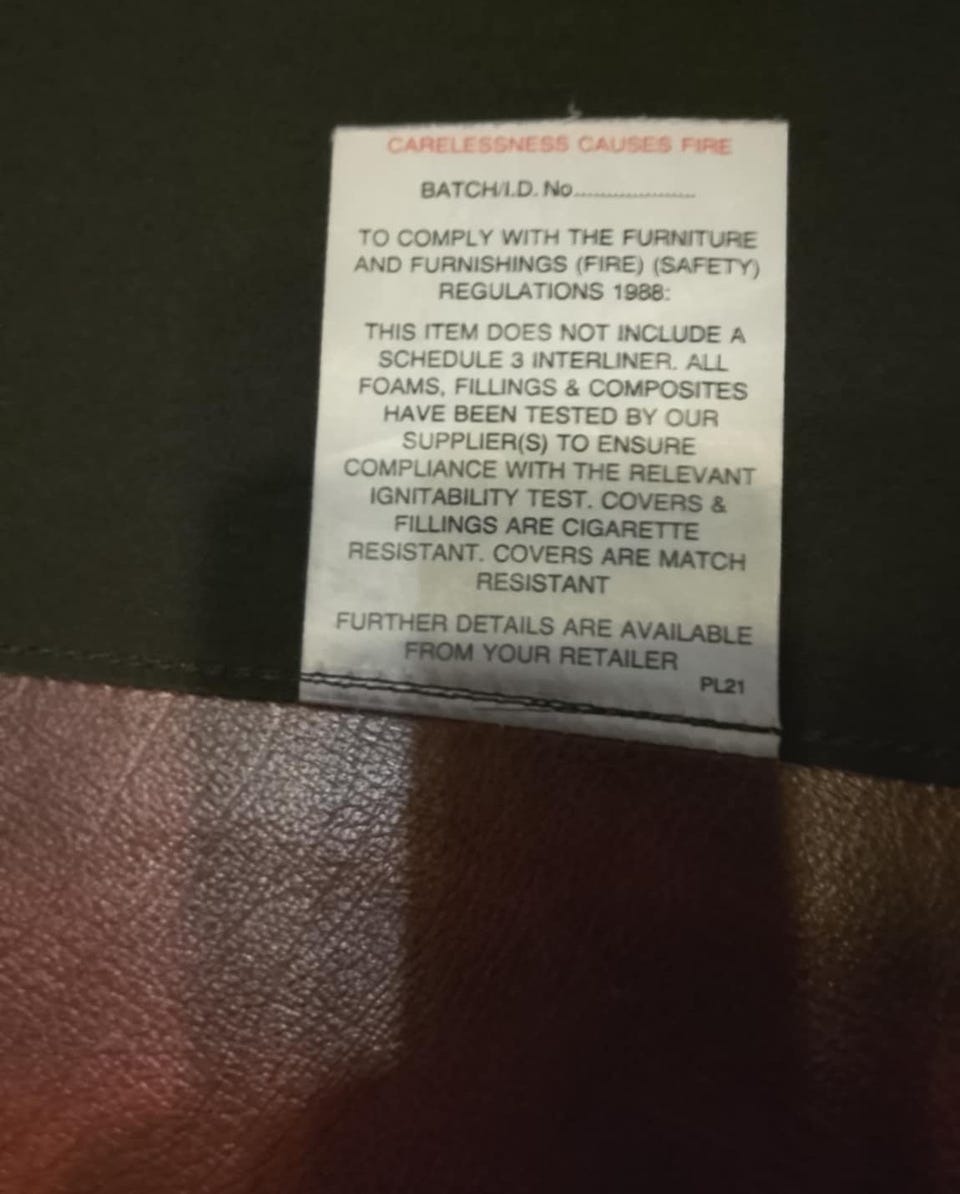 CARELESSNESS CAUSES FIRE
BATCH/I.D. No....................
TO COMPLY WITH THE FURNITURE
AND FURNISHINGS (FIRE) (SAFETY)
REGULATIONS 1988:
THIS ITEM DOES NOT INCLUDE A
SCHEDULE 3 INTERLINER. ALL
FOAMS, FILLINGS & COMPOSITES
HAVE BEEN TESTED BY OUR
SUPPLIER(S) TO ENSURE
COMPLIANCE WITH THE RELEVANT
IGNITABILITY TEST. COVERS &
FILLINGS ARE CIGARETTE
RESISTANT. COVERS ARE MATCH
RESISTANT
FURTHER DETAILS ARE AVAILABLE
FROM YOUR RETAILER
PL21